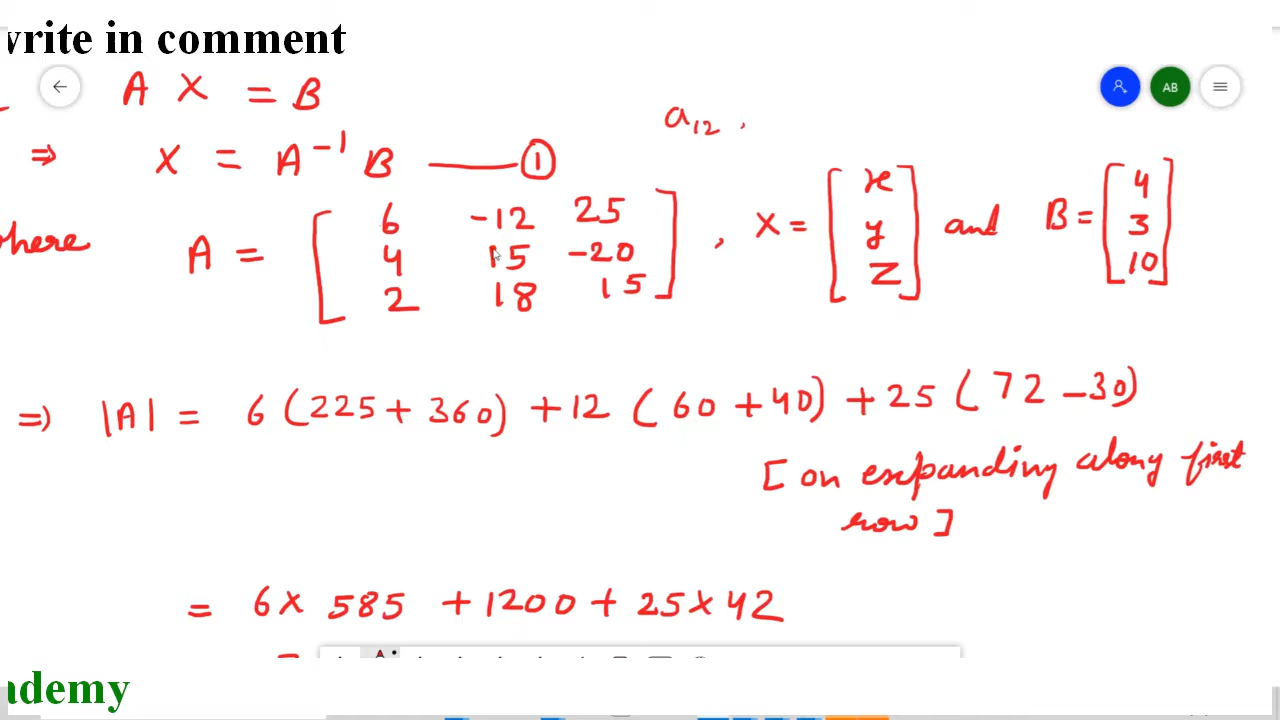 write in comment
A X = B
a₁₂ .
AB
⇒ X = A⁻¹ B —— ①
where A = [ 6 -12 25
4 15 -20
2 18 15 ] , X = [ x
y
z ] and B = [ 4
3
10 ]
⇒ |A| = 6 (225 + 360) + 12 (60 + 40) + 25 (72 - 30)
[ on expanding along first
row ]
= 6 × 585 + 1200 + 25 × 42
ademy